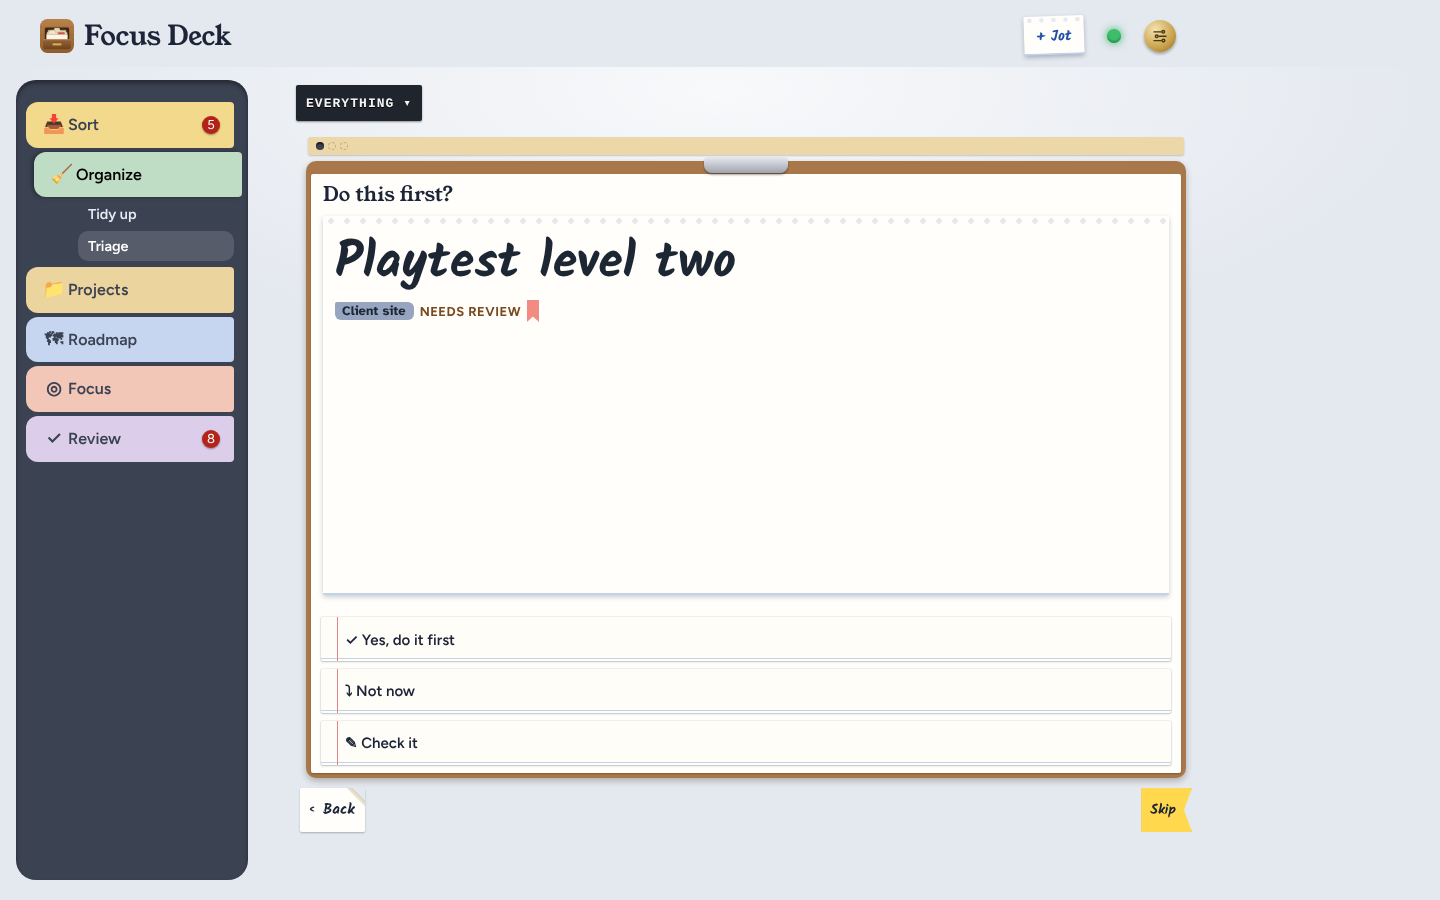 Focus Deck
+ Jot
Sort 5
Organize
Tidy up
Triage
Projects
Roadmap
Focus
Review 8
EVERYTHING ▾
Do this first?
Playtest level two
Client site NEEDS REVIEW
✓ Yes, do it first
⤵ Not now
✎ Check it
< Back
Skip